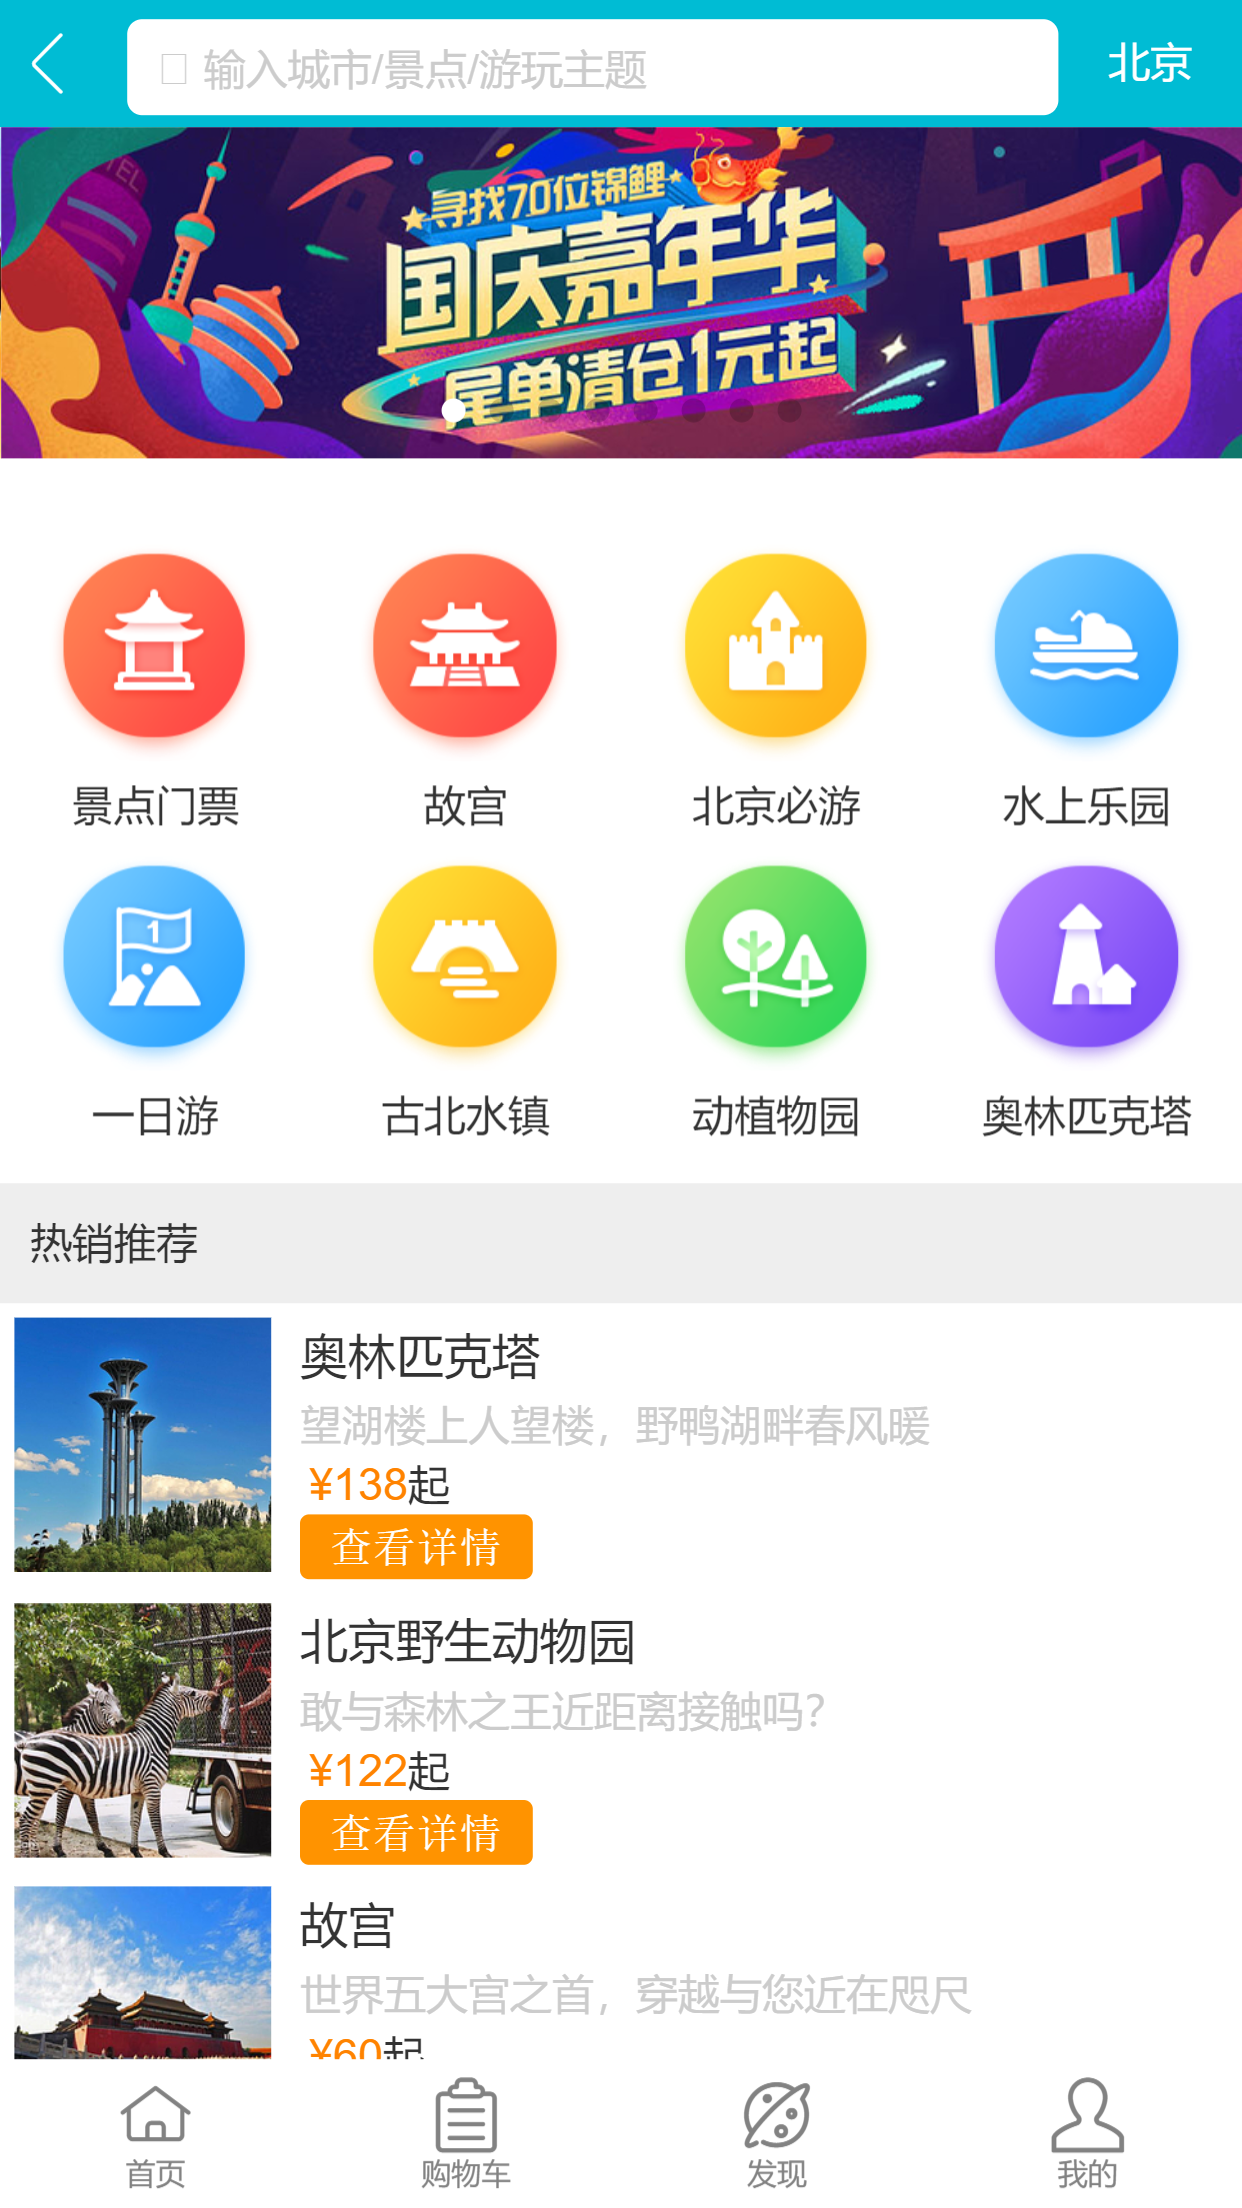 输入城市/景点/游玩主题
北京
寻找70位锦鲤
国庆嘉年华
尾单清仓1元起
景点门票
故宫
北京必游
水上乐园
1
一日游
古北水镇
动植物园
奥林匹克塔
热销推荐
奥林匹克塔
望湖楼上人望楼，野鸭湖畔春风暖
¥138起
查看详情
北京野生动物园
敢与森林之王近距离接触吗?
¥122起
查看详情
故宫
世界五大宫之首，穿越与您近在咫尺
¥60起
首页
购物车
发现
我的